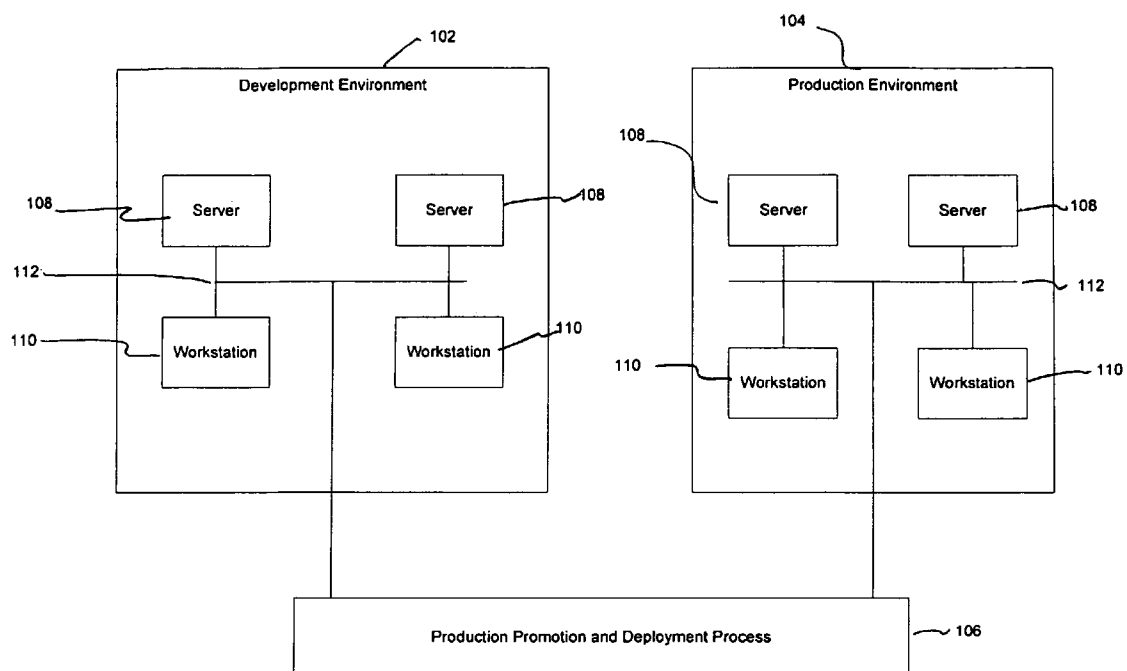 102
104
Development Environment
Production Environment
108
108
Server
Server
108
Server
Server
108
112
112
110
Workstation
Workstation
110
110
Workstation
Workstation
110
Production Promotion and Deployment Process
106